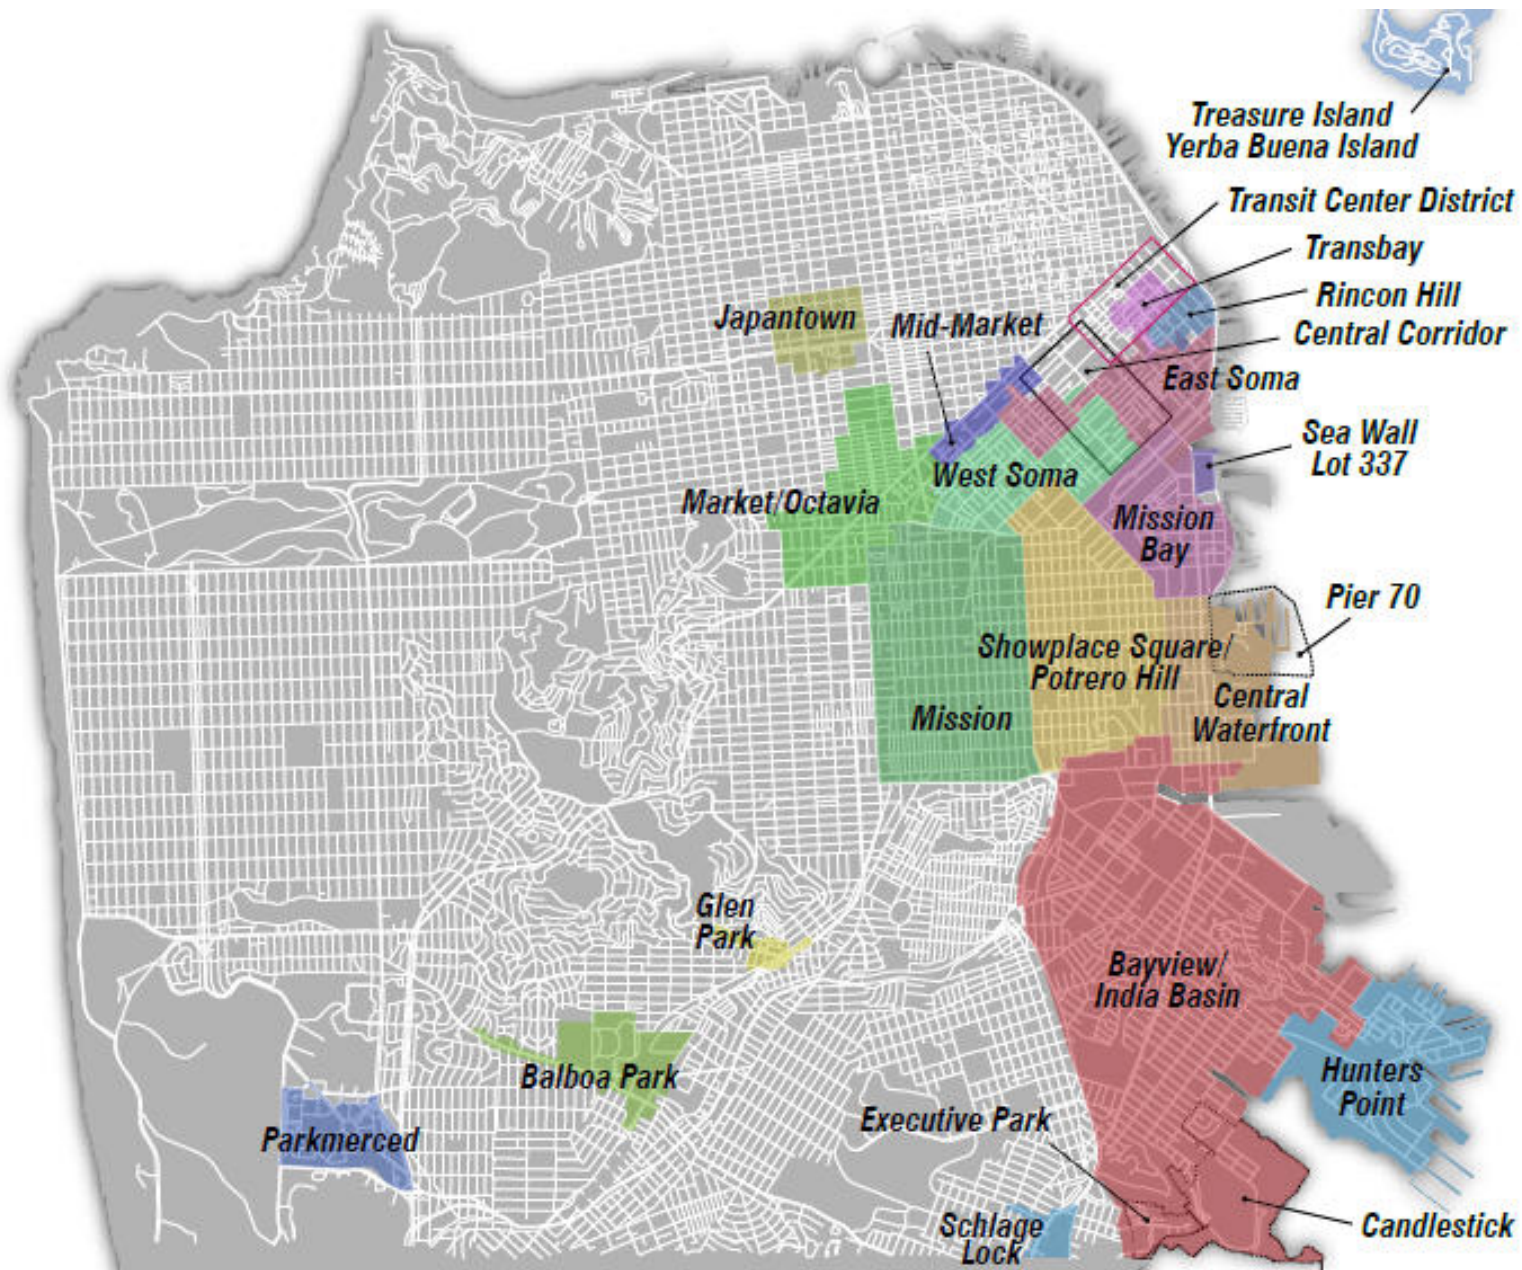 Treasure Island
Yerba Buena Island
Transit Center District
Transbay
Rincon Hill
Japantown
Mid-Market
Central Corridor
East Soma
Sea Wall
Lot 337
West Soma
Market/Octavia
Mission
Bay
Pier 70
Showplace Square/
Potrero Hill
Central
Waterfront
Mission
Glen
Park
Bayview/
India Basin
Hunters
Point
Balboa Park
Executive Park
Parkmerced
Schlage
Lock
Candlestick